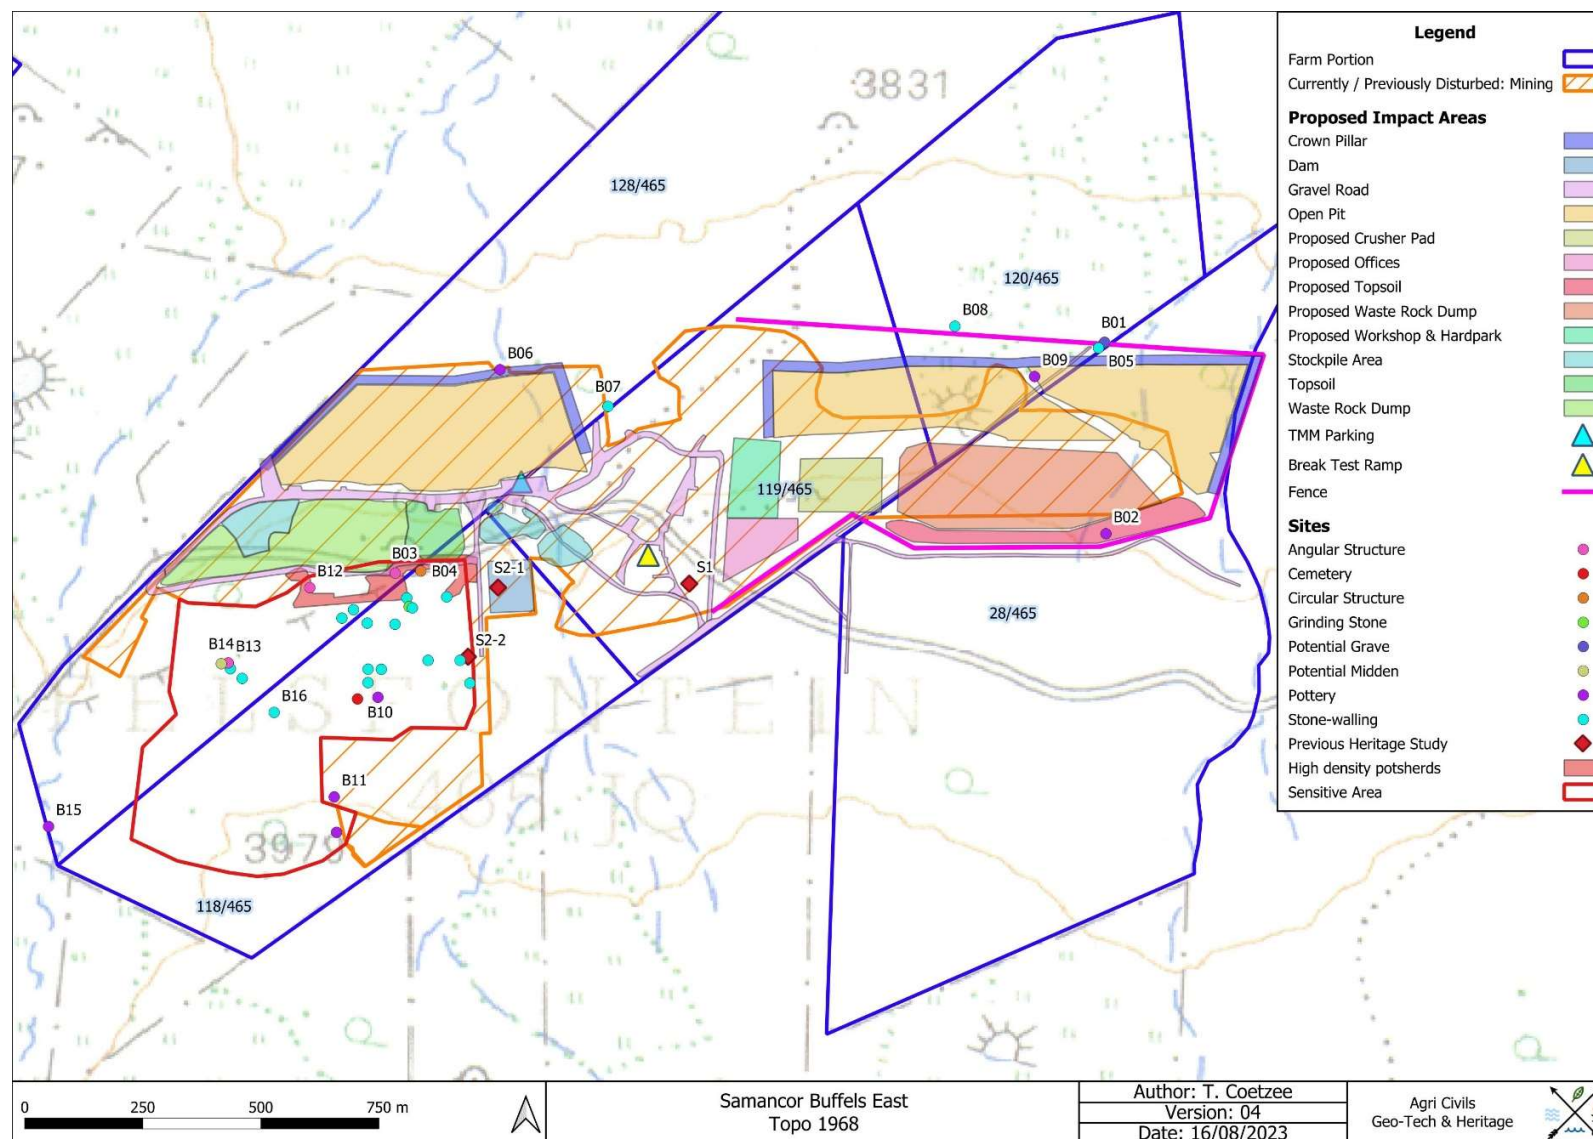 3831
128/465
120/465
B08
B01
B09
B05
B06
B07
119/465
B02
B03
B12
B04
S2-1
S1
28/465
S2-2
B14
B13
B16
B10
B11
B15
3979
118/465
Legend
Farm Portion
Currently / Previously Disturbed: Mining
Proposed Impact Areas
Crown Pillar
Dam
Gravel Road
Open Pit
Proposed Crusher Pad
Proposed Offices
Proposed Topsoil
Proposed Waste Rock Dump
Proposed Workshop & Hardpark
Stockpile Area
Topsoil
Waste Rock Dump
TMM Parking
Break Test Ramp
Fence
Sites
Angular Structure
Cemetery
Circular Structure
Grinding Stone
Potential Grave
Potential Midden
Pottery
Stone-walling
Previous Heritage Study
High density potsherds
Sensitive Area
0 250 500 750 m
Samancor Buffels East
Topo 1968
Author: T. Coetzee
Version: 04
Date: 16/08/2023
Agri Civils
Geo-Tech & Heritage